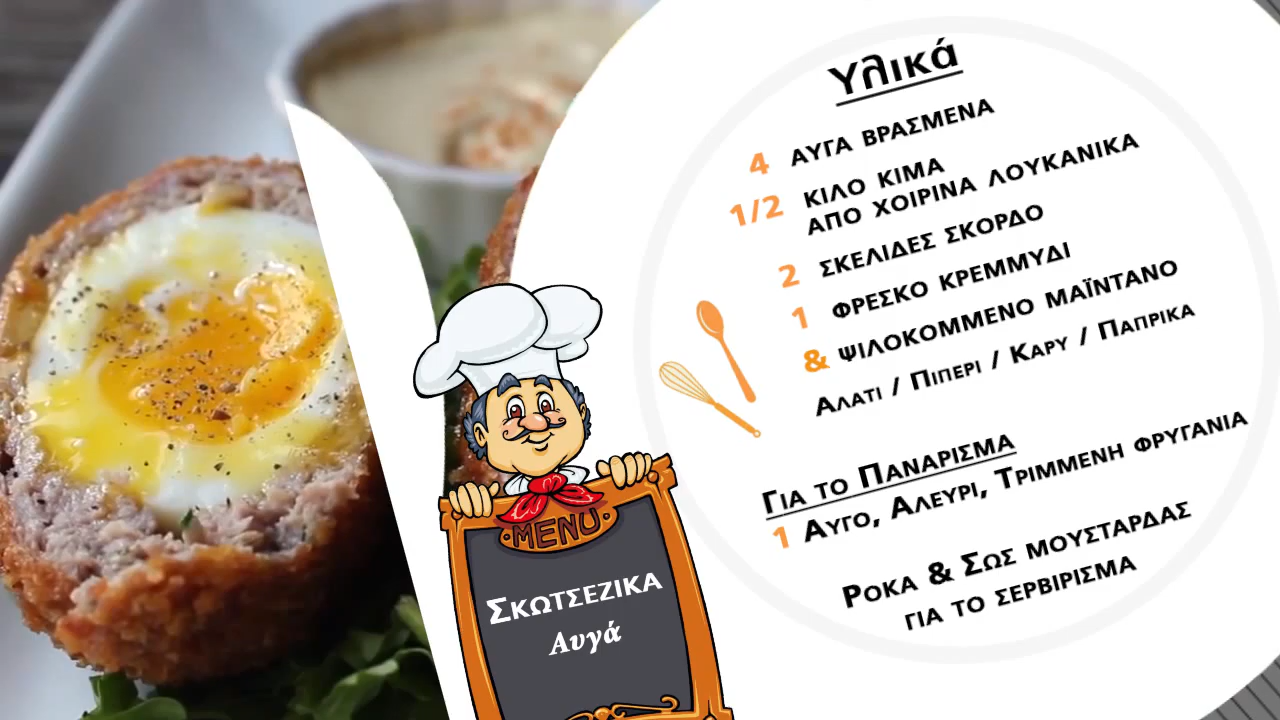 Υλικά
4 ΑΥΓΑ ΒΡΑΣΜΕΝΑ
1/2 ΚΙΛΟ ΚΙΜΑ
ΑΠΟ ΧΟΙΡΙΝΑ ΛΟΥΚΑΝΙΚΑ
2 ΣΚΕΛΙΔΕΣ ΣΚΟΡΔΟ
1 ΦΡΕΣΚΟ ΚΡΕΜΜΥΔΙ
& ΨΙΛΟΚΟΜΜΕΝΟ ΜΑΪΝΤΑΝΟ
ΑΛΑΤΙ / ΠΙΠΕΡΙ / ΚΑΡΥ / ΠΑΠΡΙΚΑ
ΓΙΑ ΤΟ ΠΑΝΑΡΙΣΜΑ
1 ΑΥΓΟ, ΑΛΕΥΡΙ, ΤΡΙΜΜΕΝΗ ΦΡΥΓΑΝΙΑ
ΡΟΚΑ & ΣΩΣ ΜΟΥΣΤΑΡΔΑΣ
ΓΙΑ ΤΟ ΣΕΡΒΙΡΙΣΜΑ
MENU
ΣΚΩΤΣΕΖΙΚΑ
Αυγά